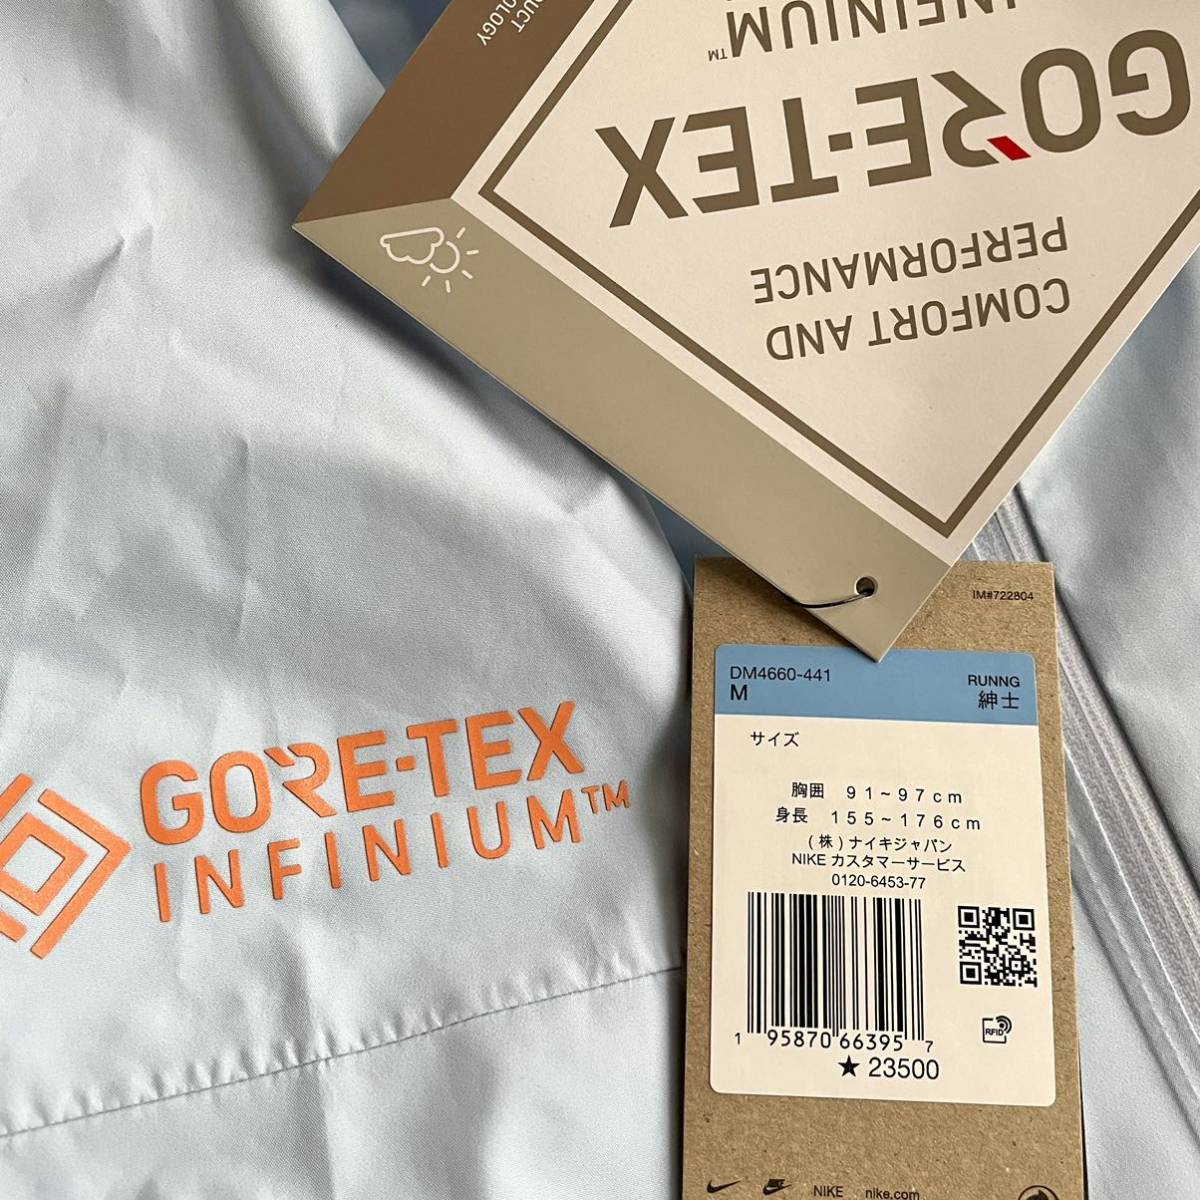 GORE-TEX
INFINIUM™
COMFORT AND
PERFORMANCE
GORE-TEX
INFINIUM™
IM#722804
DM4660-441
M
RUNNG
紳士
サイズ
胸囲 91~97cm
身長 155~176cm
(株)ナイキジャパン
NIKE カスタマーサービス
0120-6453-77
1 95870 66395 7
★ 23500
RFID
NIKE nike.com